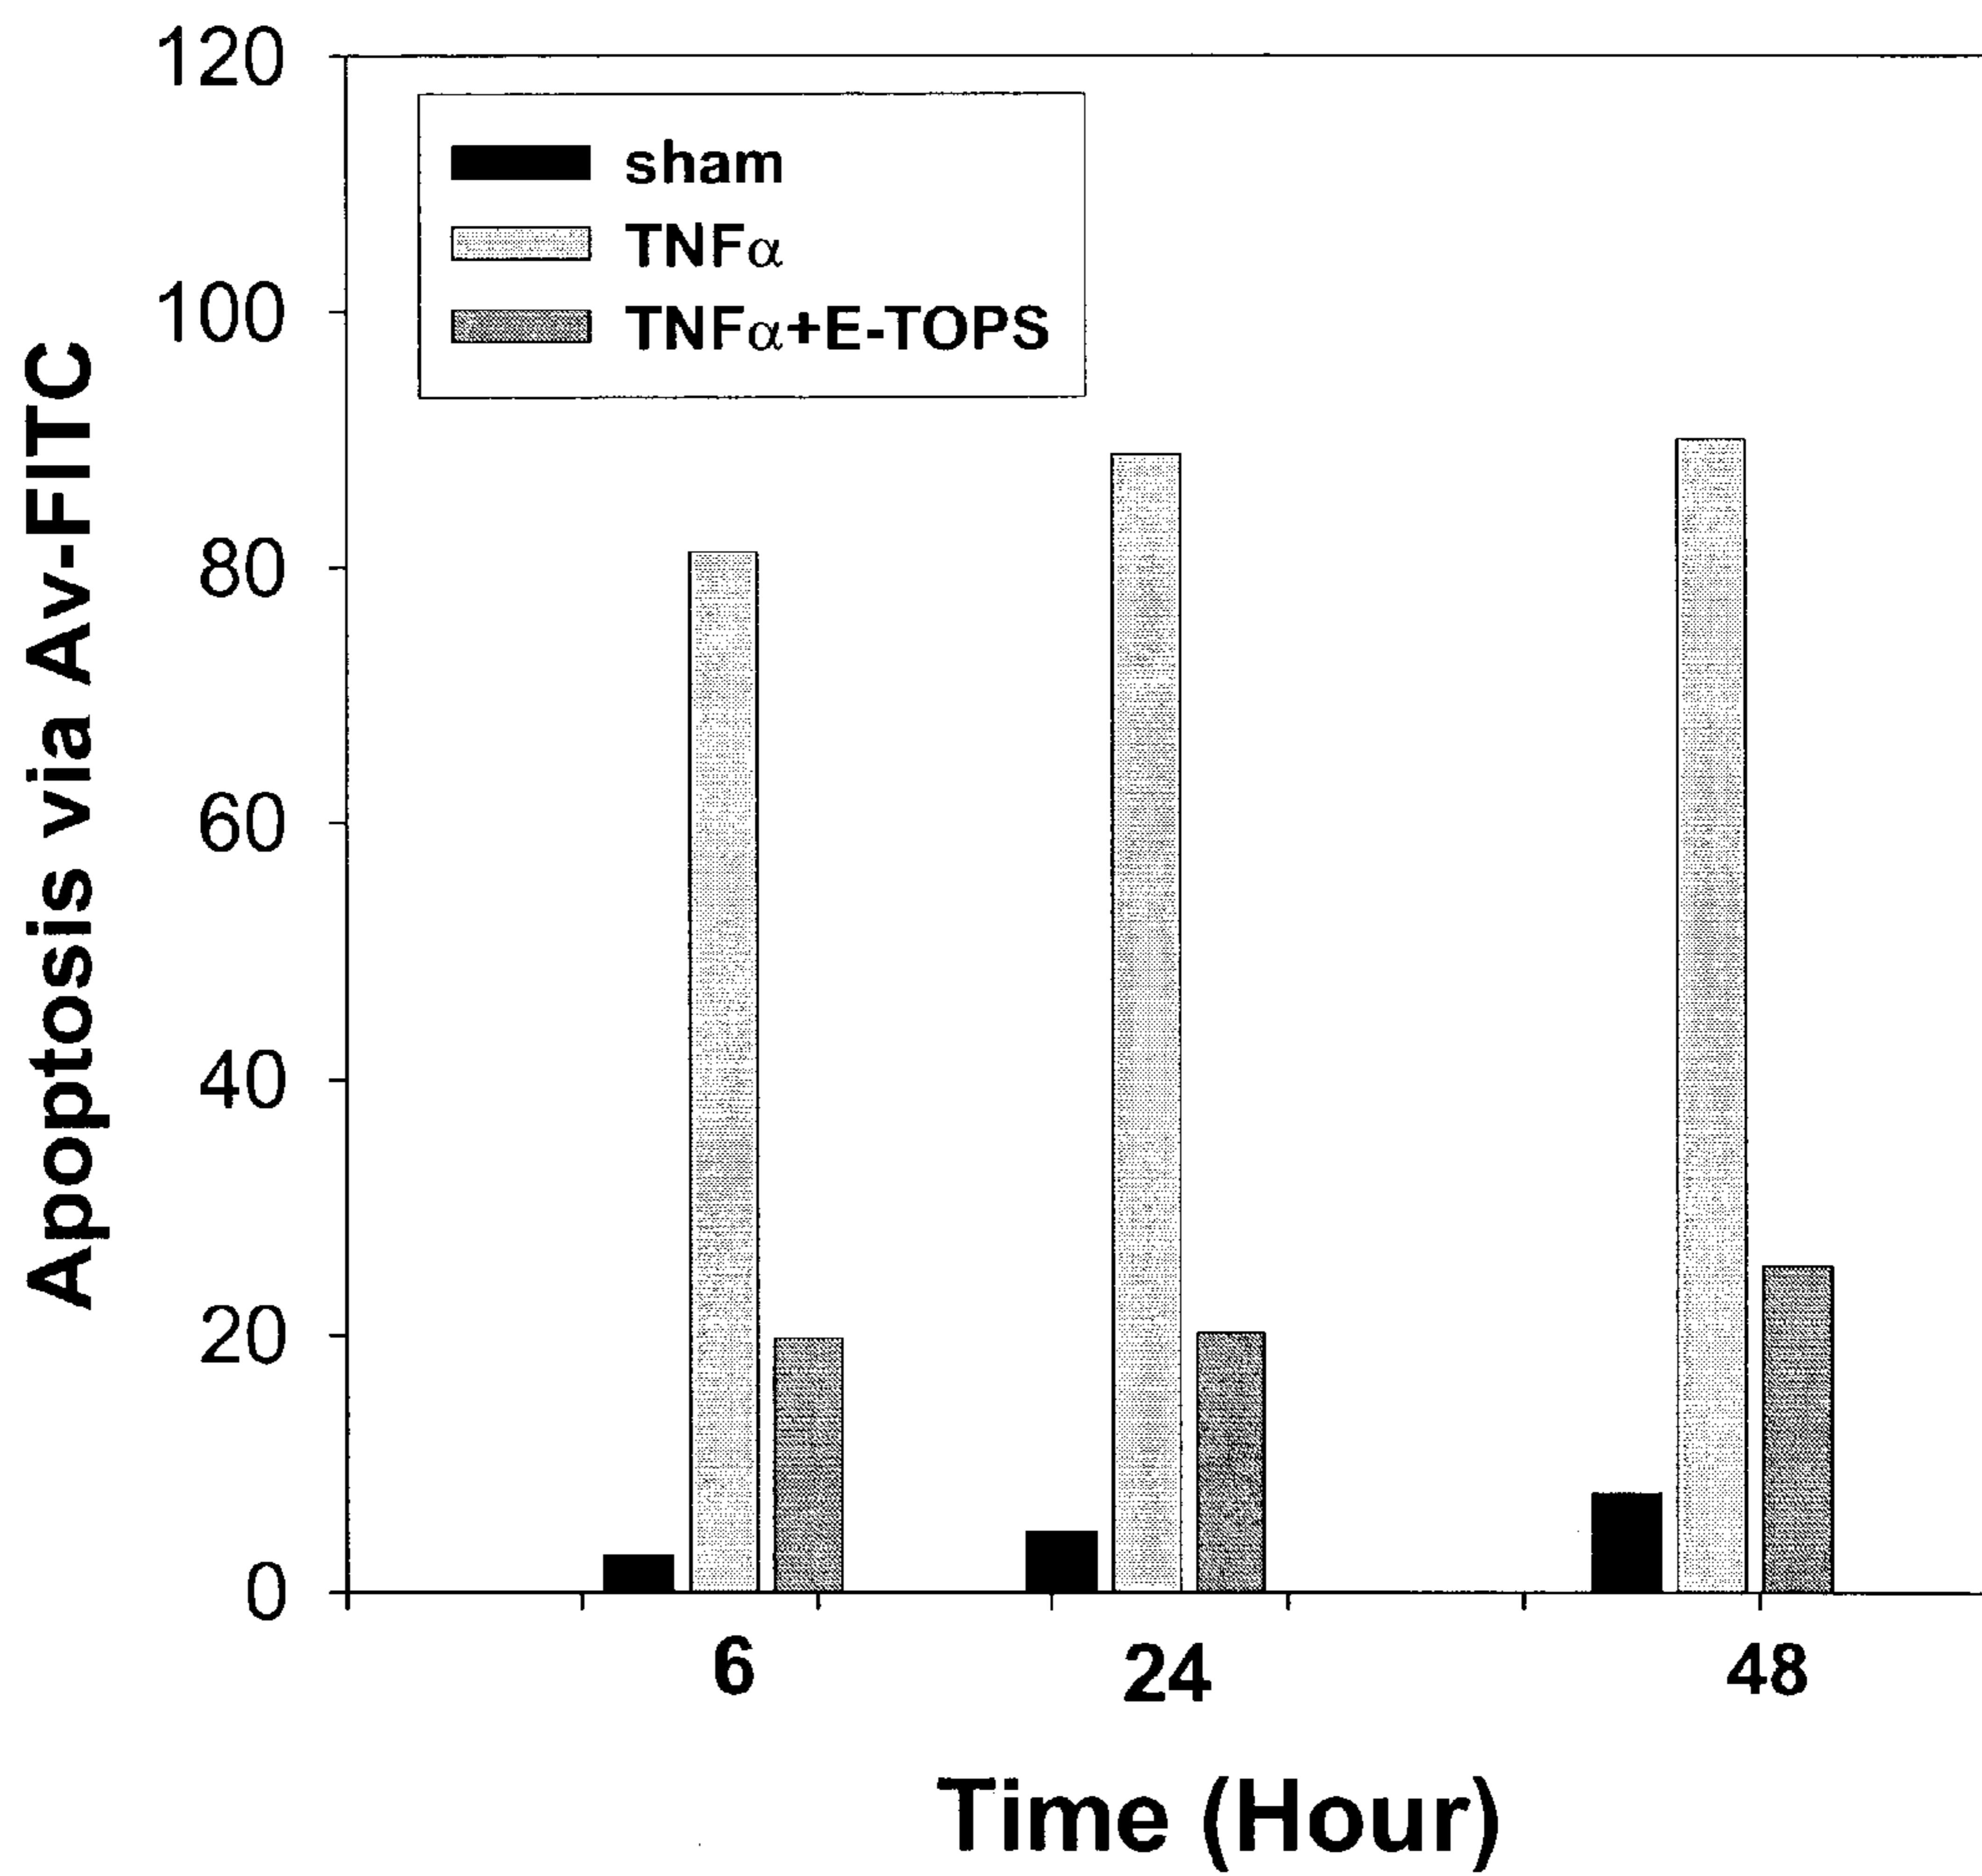 120
100
80
60
40
20
0
Apoptosis via Av-FITC
sham
TNFα
TNFα+E-TOPS
6
24
48
Time (Hour)